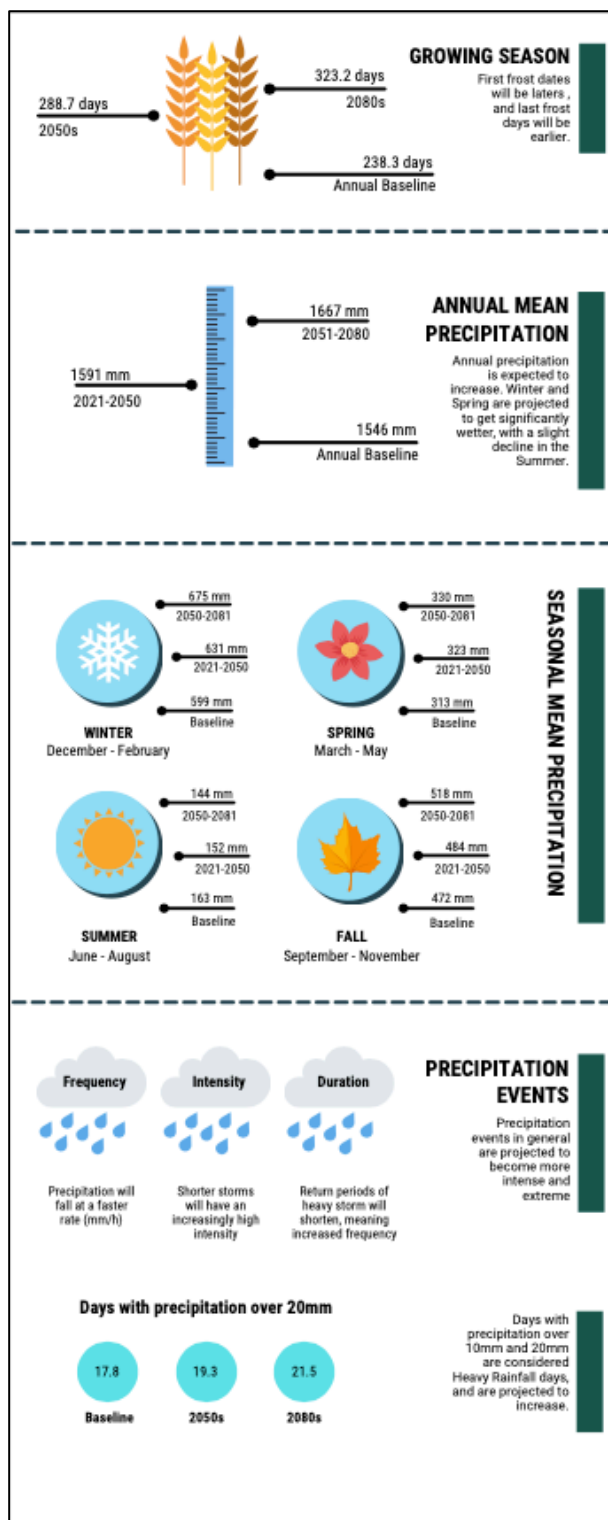 GROWING SEASON
First frost dates
will be laters ,
and last frost
days will be
earlier.
288.7 days
2050s
323.2 days
2080s
238.3 days
Annual Baseline
ANNUAL MEAN
PRECIPITATION
Annual precipitation
is expected to
increase. Winter and
Spring are projected
to get significantly
wetter, with a slight
decline in the
Summer.
1667 mm
2051-2080
1591 mm
2021-2050
1546 mm
Annual Baseline
SEASONAL MEAN PRECIPITATION
675 mm
2050-2081
631 mm
2021-2050
599 mm
Baseline
WINTER
December - February
330 mm
2050-2081
323 mm
2021-2050
313 mm
Baseline
SPRING
March - May
144 mm
2050-2081
152 mm
2021-2050
163 mm
Baseline
SUMMER
June - August
518 mm
2050-2081
484 mm
2021-2050
472 mm
Baseline
FALL
September - November
PRECIPITATION
EVENTS
Precipitation
events in general
are projected to
become more
intense and
extreme
Frequency
Precipitation will
fall at a faster
rate (mm/h)
Intensity
Shorter storms
will have an
increasingly high
intensity
Duration
Return periods of
heavy storm will
shorten, meaning
increased frequency
Days with precipitation over 20mm
17.8
Baseline
19.3
2050s
21.5
2080s
Days with
precipitation over
10mm and 20mm
are considered
Heavy Rainfall days,
and are projected to
increase.